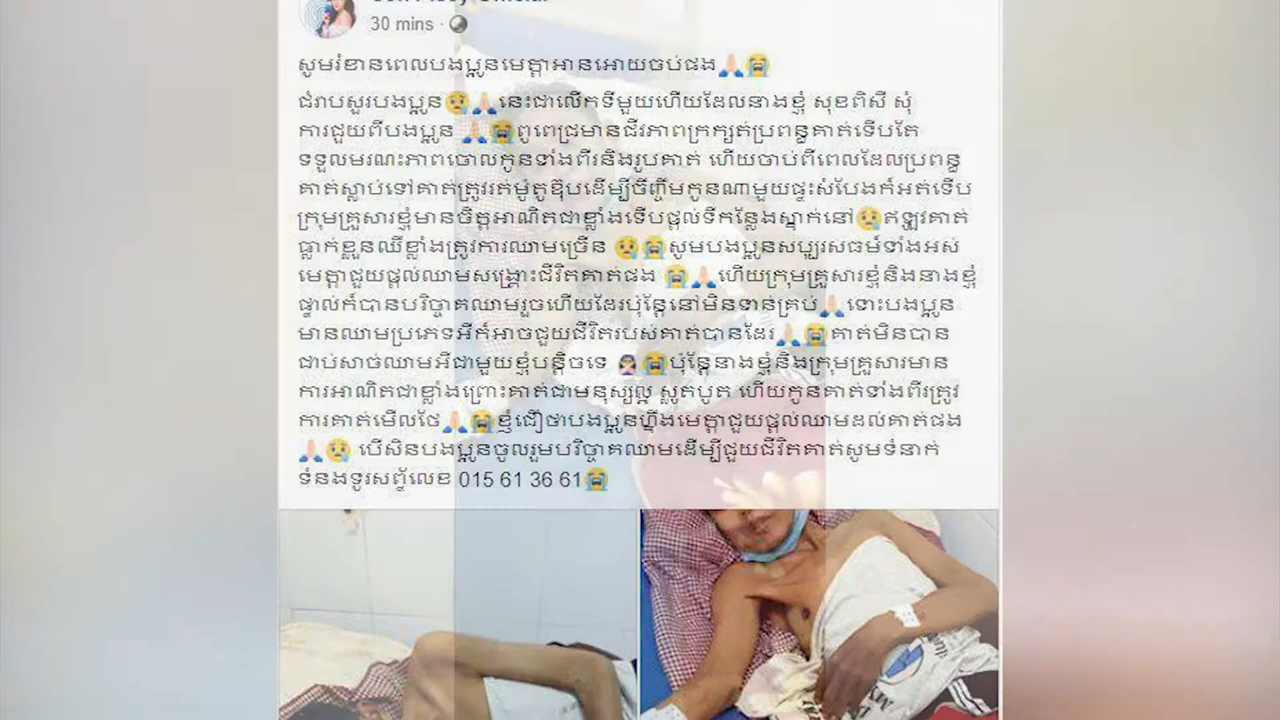 30 mins ·
សូមរំខានពេលបងប្អូនមេត្តាអានអោយចប់ផង🙏🏻😭
ជំរាបសួរបងប្អូន😢🙏🏻នេះជាលើកទីមួយហើយដែលនាងខ្ញុំ សុខពិសី សុំ
ការជួយពីបងប្អូន 🙏🏻😭ពូពេជ្រមានជីវភាពក្រក្សត់ប្រពន្ធគាត់ទើបតែ
ទទួលមរណះភាពចោលកូនទាំងពីរនិងរូបគាត់ ហើយចាប់ពីពេលដែលប្រពន្ធ
គាត់ស្លាប់ទៅគាត់ត្រូវរត់ម៉ូតូឌុបដើម្បីចិញ្ចឹមកូនណាមួយផ្ទះសំបែងក៏អត់ទើប
ក្រុមគ្រួសារខ្ញុំមានចិត្តអាណិតជាខ្លាំងទើបផ្តល់ទីកន្លែងស្នាក់នៅ😢ឥឡូវគាត់
ធ្លាក់ខ្លួនឈឺខ្លាំងត្រូវការឈាមច្រើន 😢😭សូមបងប្អូនសប្បុរសធម៌ទាំងអស់
មេត្តាជួយផ្តល់ឈាមសង្គ្រោះជីវិតគាត់ផង 😭🙏🏻ហើយក្រុមគ្រួសារខ្ញុំនិងនាងខ្ញុំ
ផ្ទាល់ក៏បានបរិច្ចាគឈាមរួចហើយដែរប៉ុន្តែនៅមិនទាន់គ្រប់🙏🏻ទោះបងប្អូន
មានឈាមប្រភេទអីក៏អាចជួយជីវិតរបស់គាត់បានដែរ🙏🏻😭គាត់មិនបាន
ជាប់សាច់ឈាមអីជាមួយខ្ញុំបន្តិចទេ 🙅🏻‍♀️😭ប៉ុន្តែនាងខ្ញុំនិងក្រុមគ្រួសារមាន
ការអាណិតជាខ្លាំងព្រោះគាត់ជាមនុស្សល្អ ស្លូតបូត ហើយកូនគាត់ទាំងពីរត្រូវ
ការគាត់មើលថែ🙏🏻😭ខ្ញុំជឿថាបងប្អូនហ្នឹងមេត្តាជួយផ្តល់ឈាមដល់គាត់ផង
🙏🏻😢 បើសិនបងប្អូនចូលរួមបរិច្ចាគឈាមដើម្បីជួយជីវិតគាត់សូមទំនាក់
ទំនងទូរសព្ទ័លេខ 015 61 36 61😭